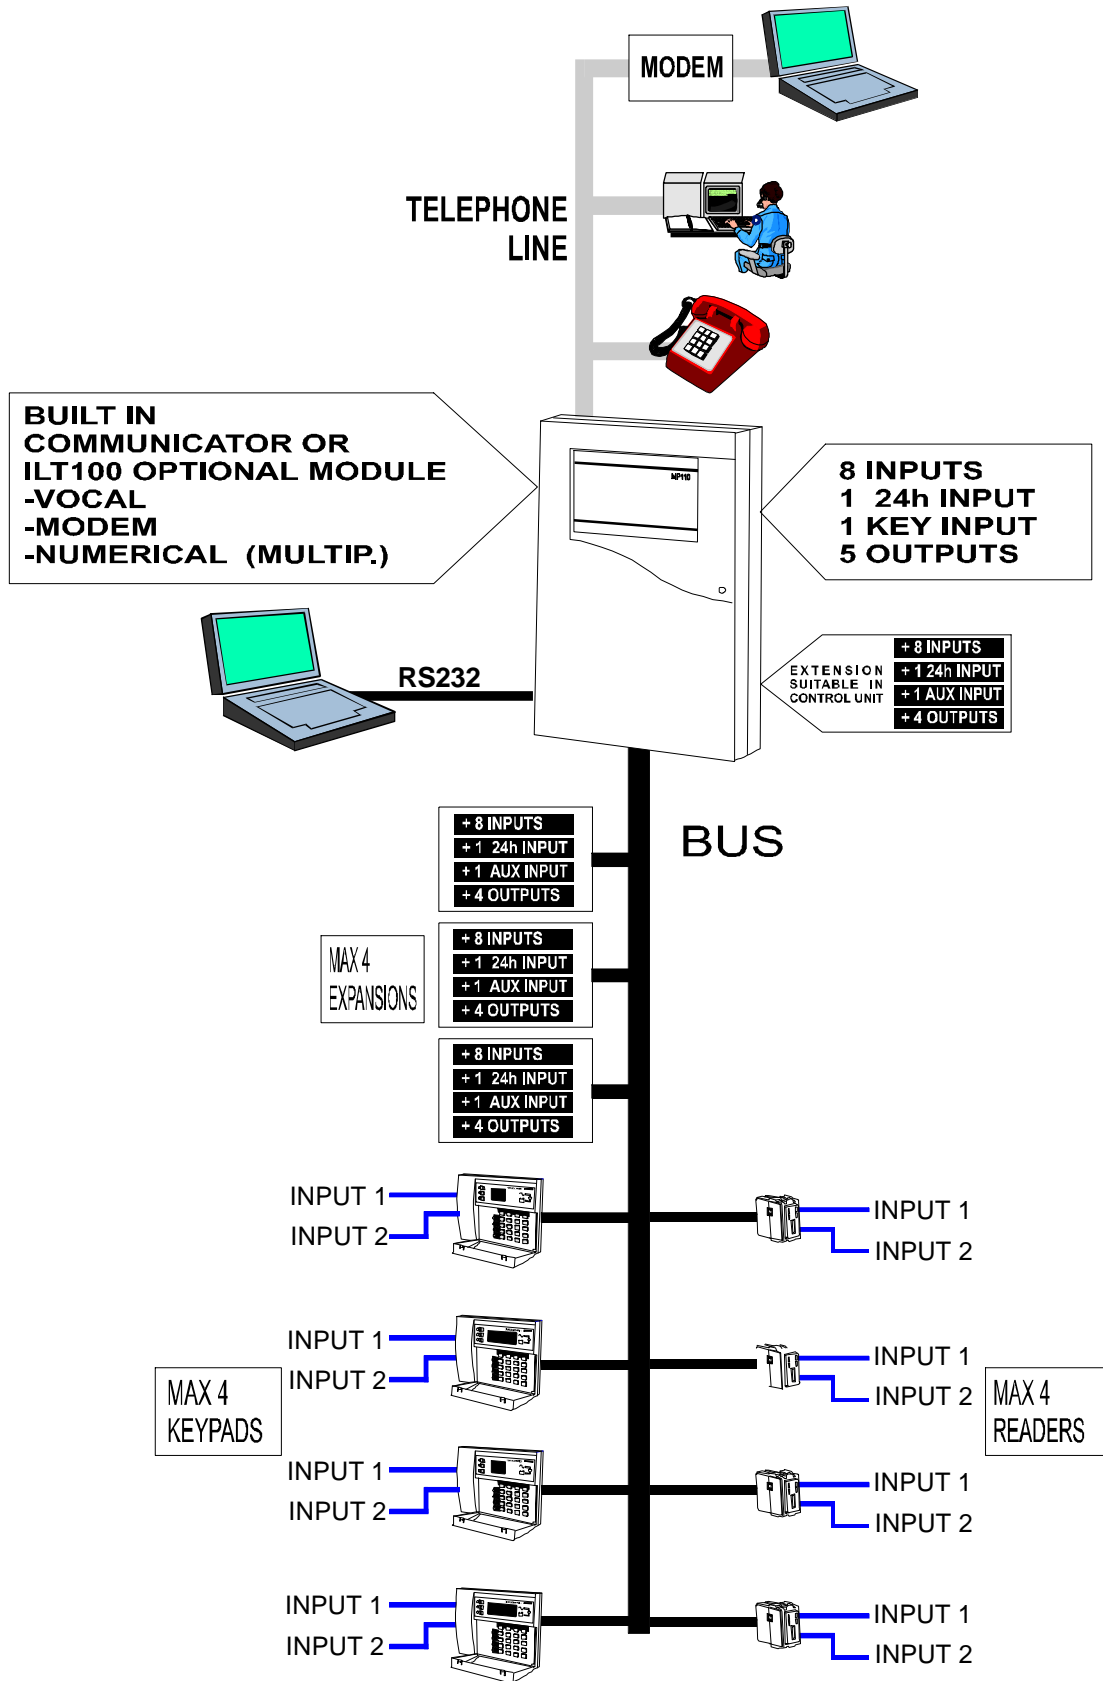 MODEM
TELEPHONE
LINE
BUILT IN
COMMUNICATOR OR
ILT100 OPTIONAL MODULE
-VOCAL
-MODEM
-NUMERICAL (MULTIP.)
MP110
8 INPUTS
1 24h INPUT
1 KEY INPUT
5 OUTPUTS
RS232
EXTENSION
SUITABLE IN
CONTROL UNIT
+ 8 INPUTS
+ 1 24h INPUT
+ 1 AUX INPUT
+ 4 OUTPUTS
BUS
+ 8 INPUTS
+ 1 24h INPUT
+ 1 AUX INPUT
+ 4 OUTPUTS
MAX 4
EXPANSIONS
+ 8 INPUTS
+ 1 24h INPUT
+ 1 AUX INPUT
+ 4 OUTPUTS
+ 8 INPUTS
+ 1 24h INPUT
+ 1 AUX INPUT
+ 4 OUTPUTS
INPUT 1
INPUT 2
INPUT 1
INPUT 2
INPUT 1
INPUT 2
INPUT 1
INPUT 2
MAX 4
KEYPADS
MAX 4
READERS
INPUT 1
INPUT 2
INPUT 1
INPUT 2
INPUT 1
INPUT 2
INPUT 1
INPUT 2